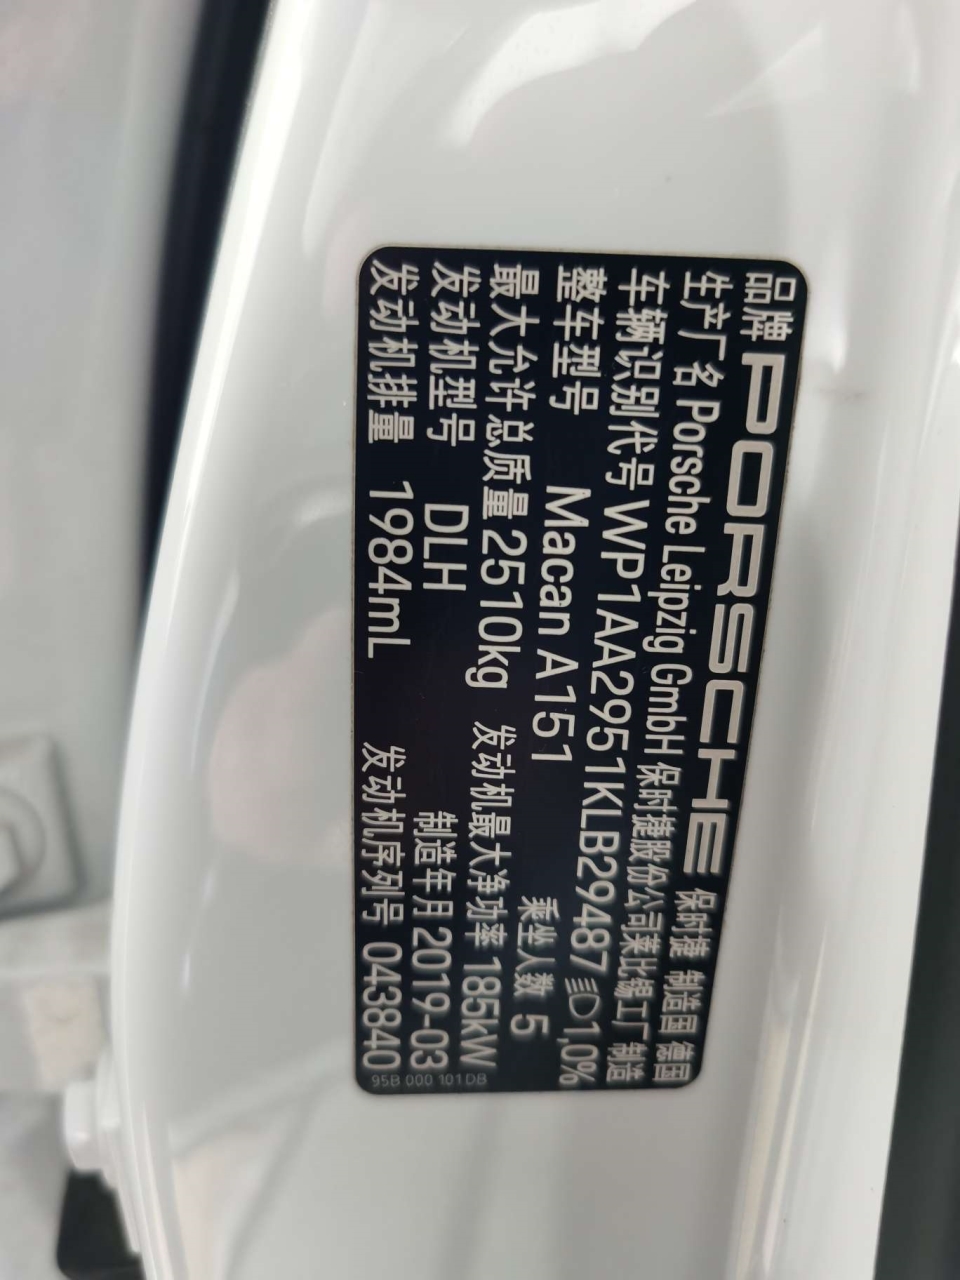 品牌 PORSCHE 保时捷 制造国 德国
生产厂名 Porsche Leipzig GmbH 保时捷股份公司莱比锡工厂 制造
车辆识别代号 WP1AA2951KLB29487 1,0%
整车型号 Macan A151 乘坐人数 5
最大允许总质量 2510kg 发动机最大净功率 185kW
发动机型号 DLH 制造年月 2019-03
发动机排量 1984mL 发动机序列号 043840
95B 000 101 DB